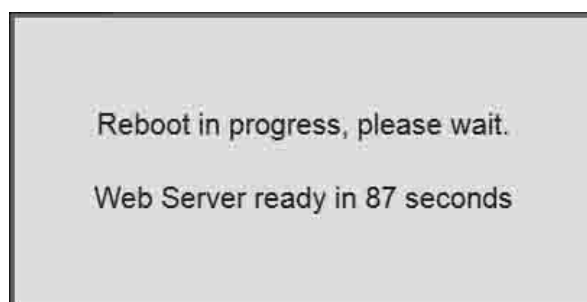 Reboot in progress, please wait.
Web Server ready in 87 seconds